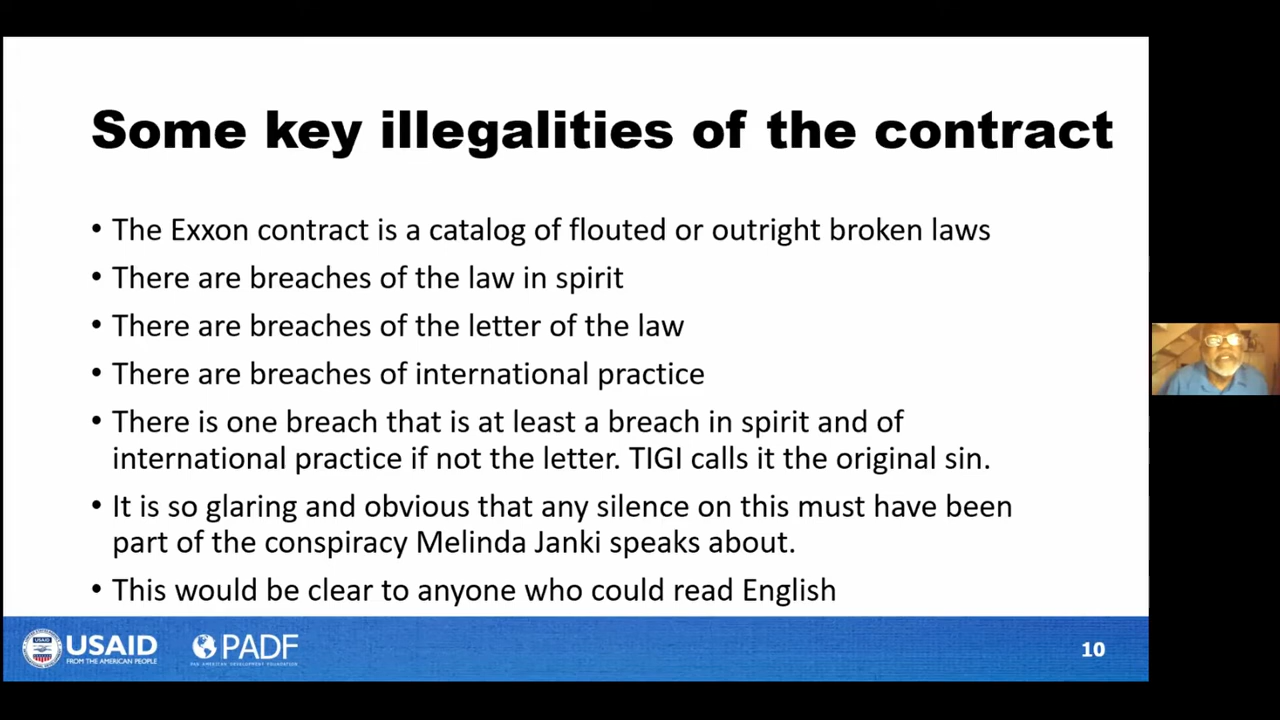 Some key illegalities of the contract
• The Exxon contract is a catalog of flouted or outright broken laws
• There are breaches of the law in spirit
• There are breaches of the letter of the law
• There are breaches of international practice
• There is one breach that is at least a breach in spirit and of
international practice if not the letter. TIGI calls it the original sin.
• It is so glaring and obvious that any silence on this must have been
part of the conspiracy Melinda Janki speaks about.
• This would be clear to anyone who could read English
USAID
FROM THE AMERICAN PEOPLE
PADF
PAN AMERICAN DEVELOPMENT FOUNDATION
10